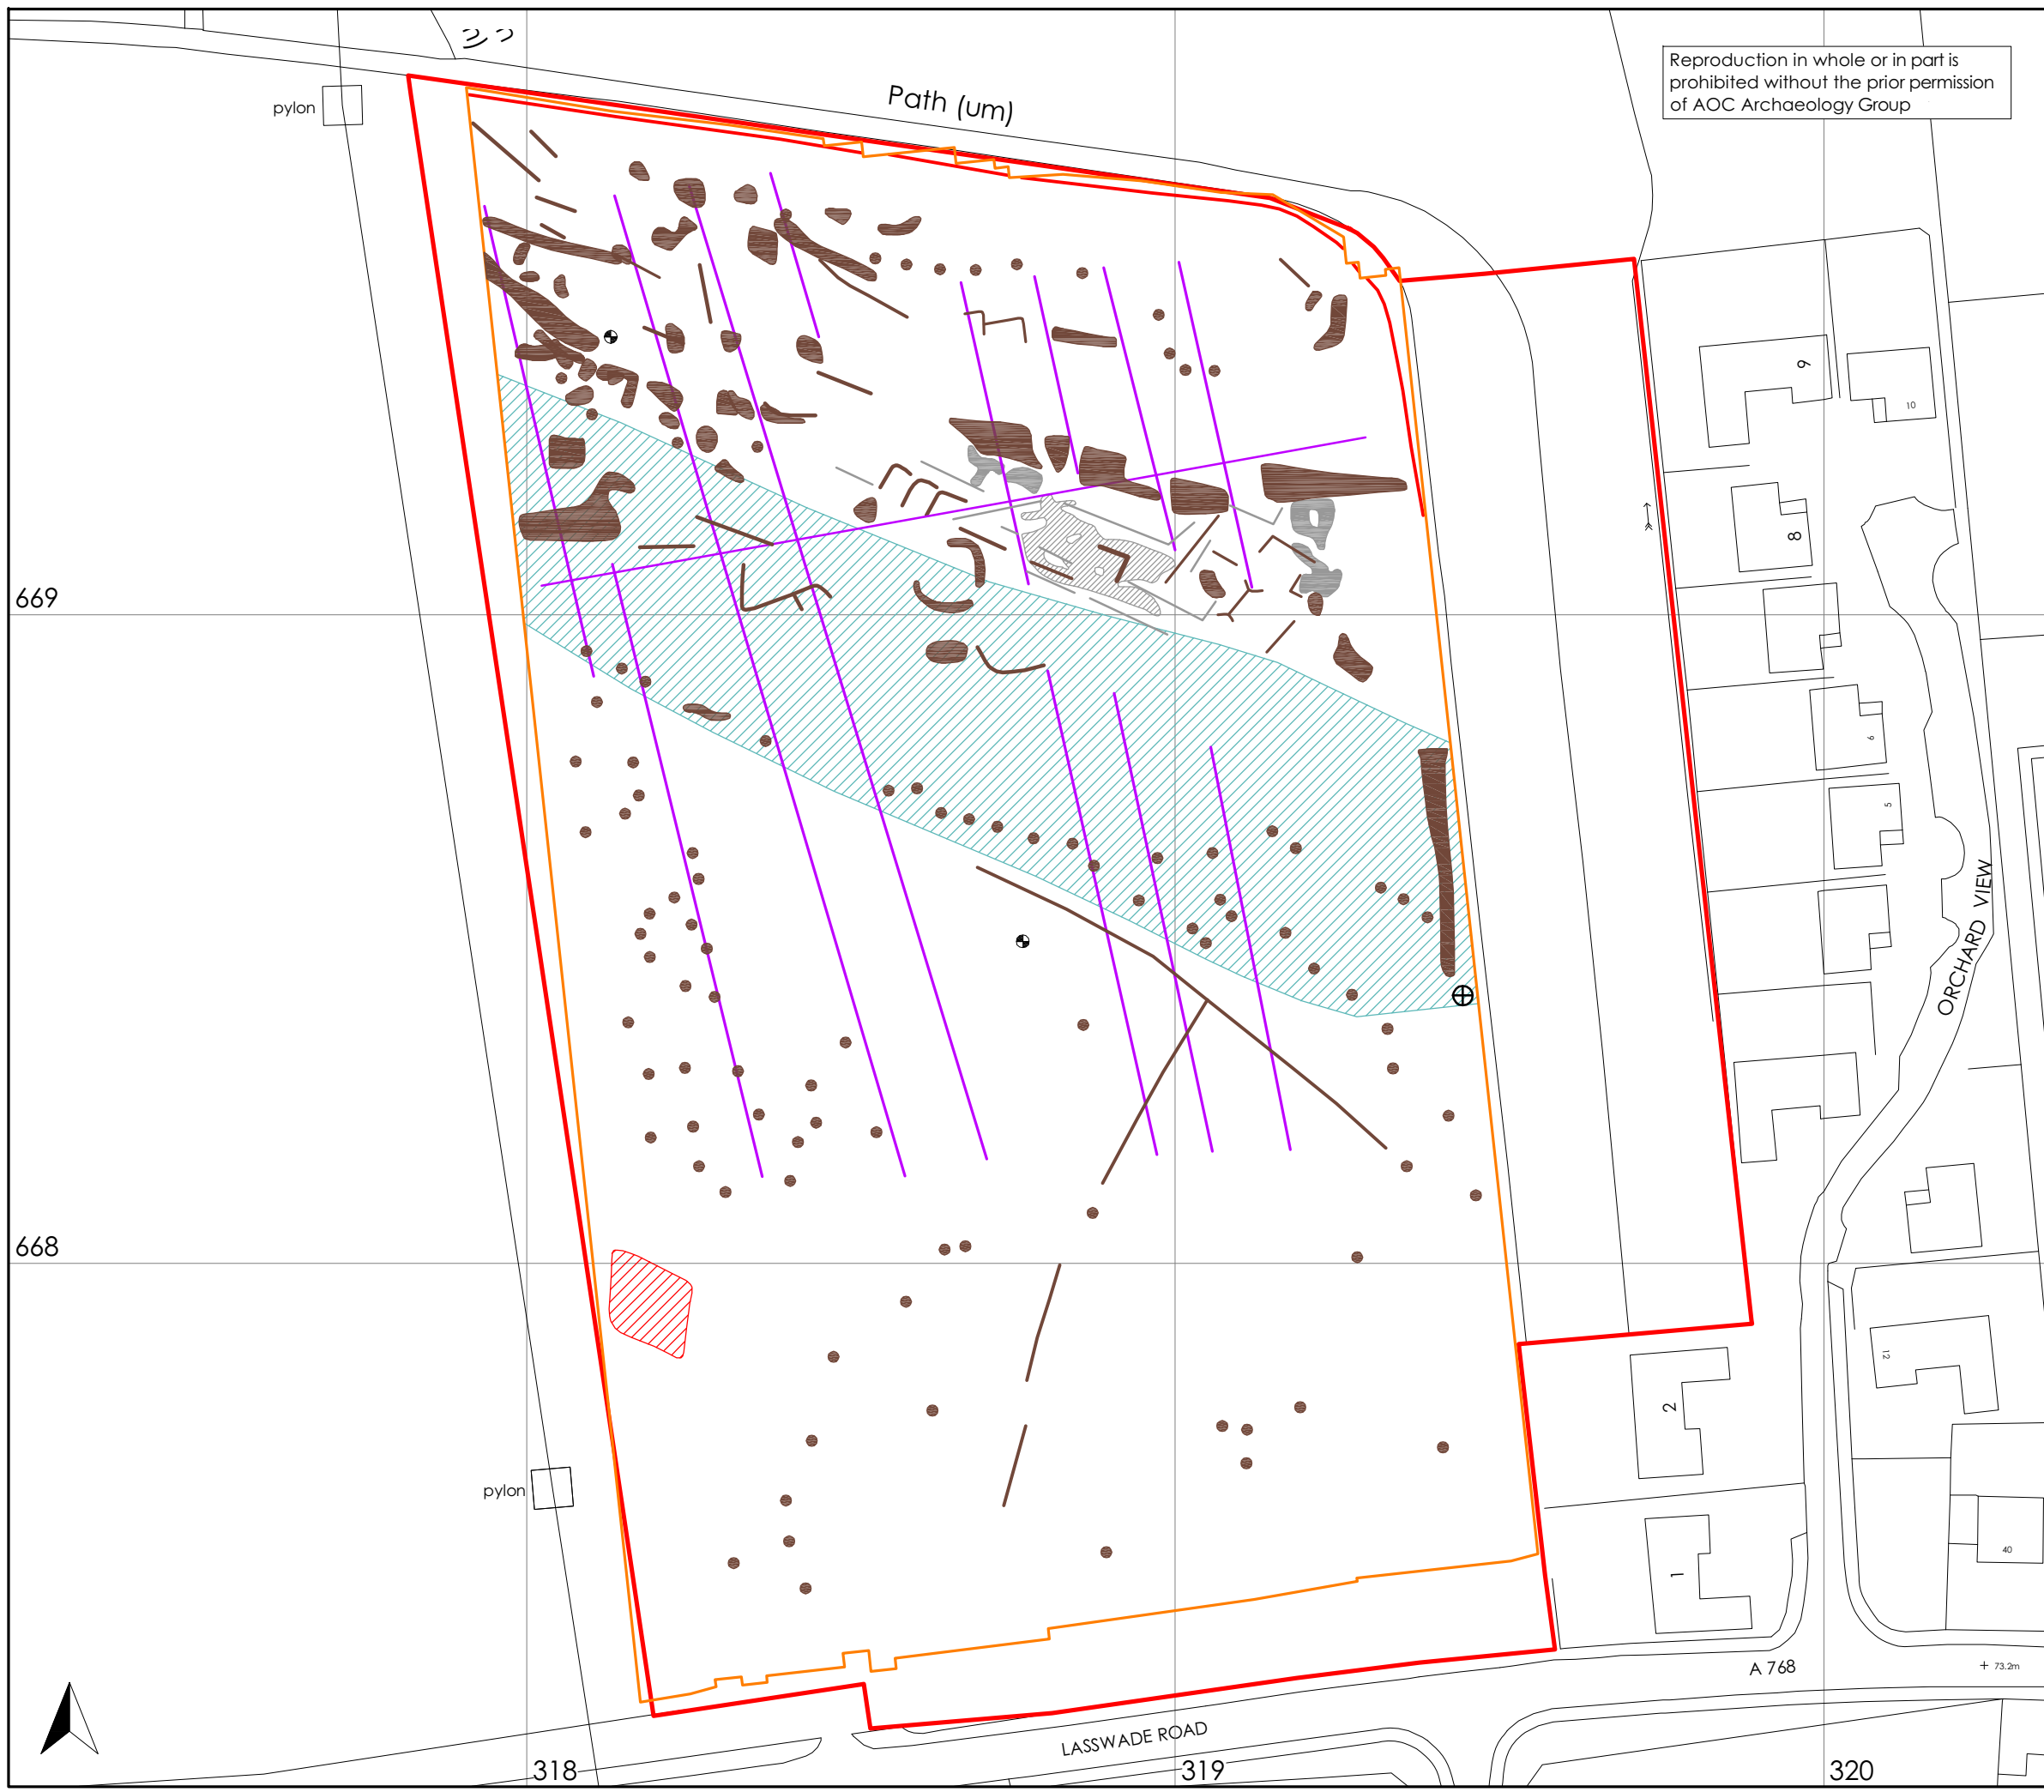 Reproduction in whole or in part is
prohibited without the prior permission
of AOC Archaeology Group
pylon
Path (um)
9
10
8
669
6
5
ORCHARD VIEW
668
12
2
pylon
40
1
A 768
+ 73.2m
LASSWADE ROAD
318
319
320